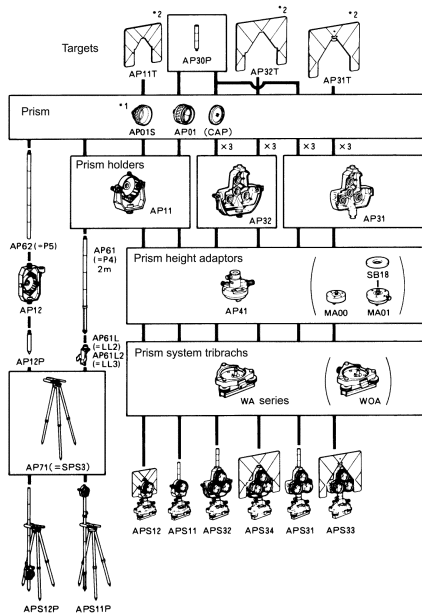 *2
*2
*2
Targets
AP11T
AP30P
AP32T
AP31T
Prism
*1
AP01S
AP01
(CAP)
×3
×3
×3
×3
Prism holders
AP11
AP32
AP31
AP62(=P5)
AP61
(=P4)
2m
Prism height adaptors
SB18
AP12
AP41
MA00
MA01
AP61L
(=LL2)
AP61L2
(=LL3)
AP12P
Prism system tribrachs
WA series
WOA
AP71(=SPS3)
APS12
APS11
APS32
APS34
APS31
APS33
APS12P
APS11P